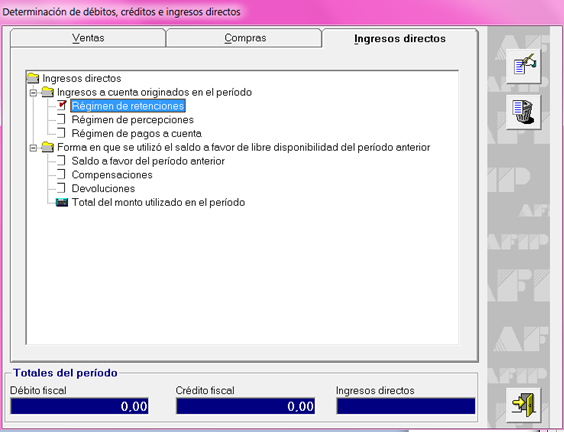 Determinación de débitos, créditos e ingresos directos
Ventas
Compras
Ingresos directos
Ingresos directos
Ingresos a cuenta originados en el período
Régimen de retenciones
Régimen de percepciones
Régimen de pagos a cuenta
Forma en que se utilizó el saldo a favor de libre disponibilidad del período anterior
Saldo a favor del período anterior
Compensaciones
Devoluciones
Total del monto utilizado en el período
Totales del período
Débito fiscal
Crédito fiscal
Ingresos directos
0,00
0,00
AFIP